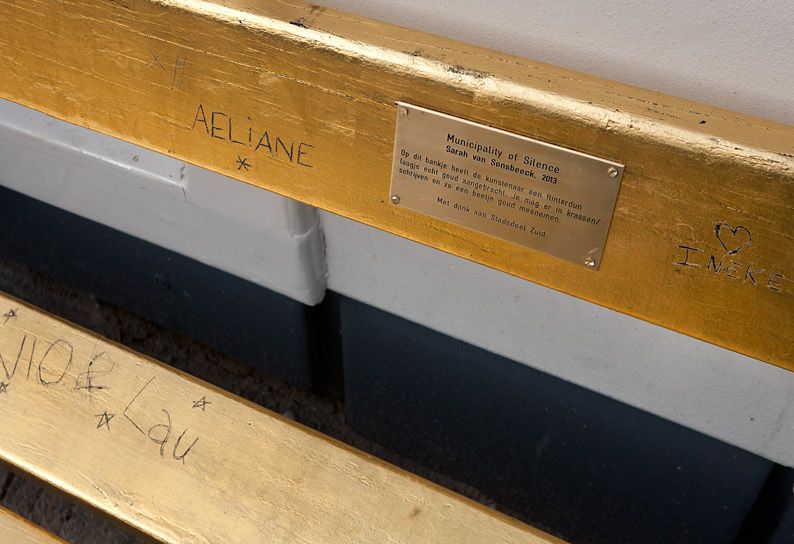 AELiANE
Municipality of Silence
Sarah van Sonsbeeck, 2013
Op dit bankje heeft de kunstenaar een flinterdun
laagje echt goud aangebracht. Je mag er in krassen/
schrijven en zo een beetje goud meenemen.
Met dank aan Stadsdeel Zuid
INEKE
VIO & Lau